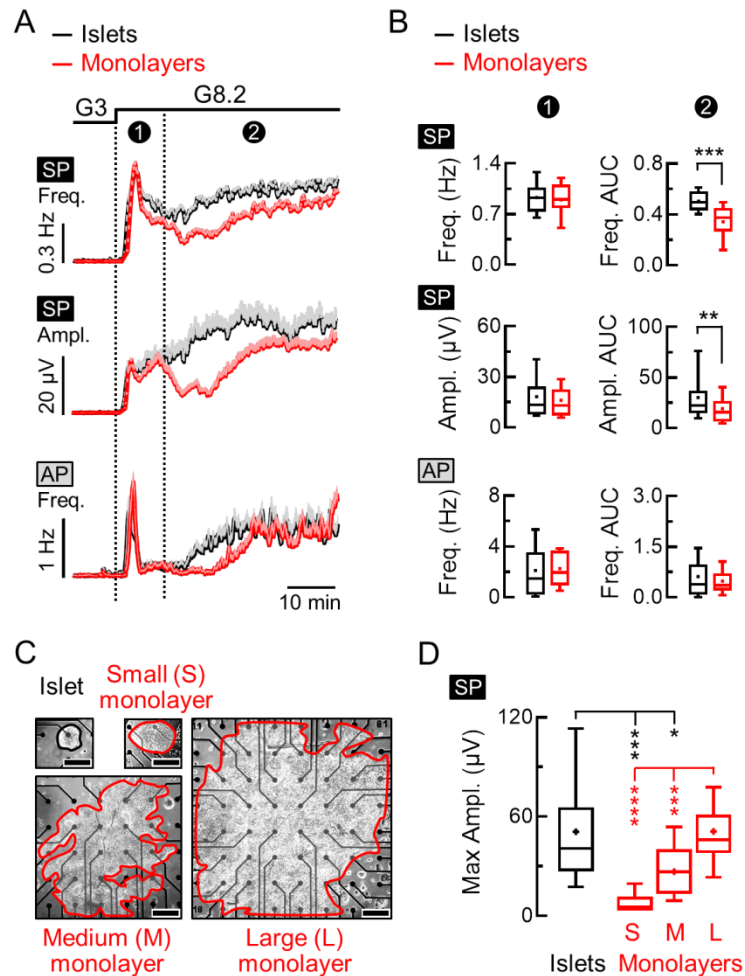 A
— Islets
— Monolayers
G3
G8.2
1
2
SP
Freq.
0.3 Hz
SP
Ampl.
20 µV
AP
Freq.
1 Hz
10 min
B
— Islets
— Monolayers
1
2
SP
Freq. (Hz)
1.4
0.7
0.0
Freq. AUC
0.8
0.4
0.0
***
SP
Ampl. (µV)
60
30
0
Ampl. AUC
100
50
0
**
AP
Freq. (Hz)
8
4
0
Freq. AUC
3.0
1.5
0.0
C
Islet
Small (S)
monolayer
Medium (M)
monolayer
Large (L)
monolayer
18
D
SP
Max Ampl. (µV)
120
60
0
***
*
****
***
S
M
L
Islets
Monolayers